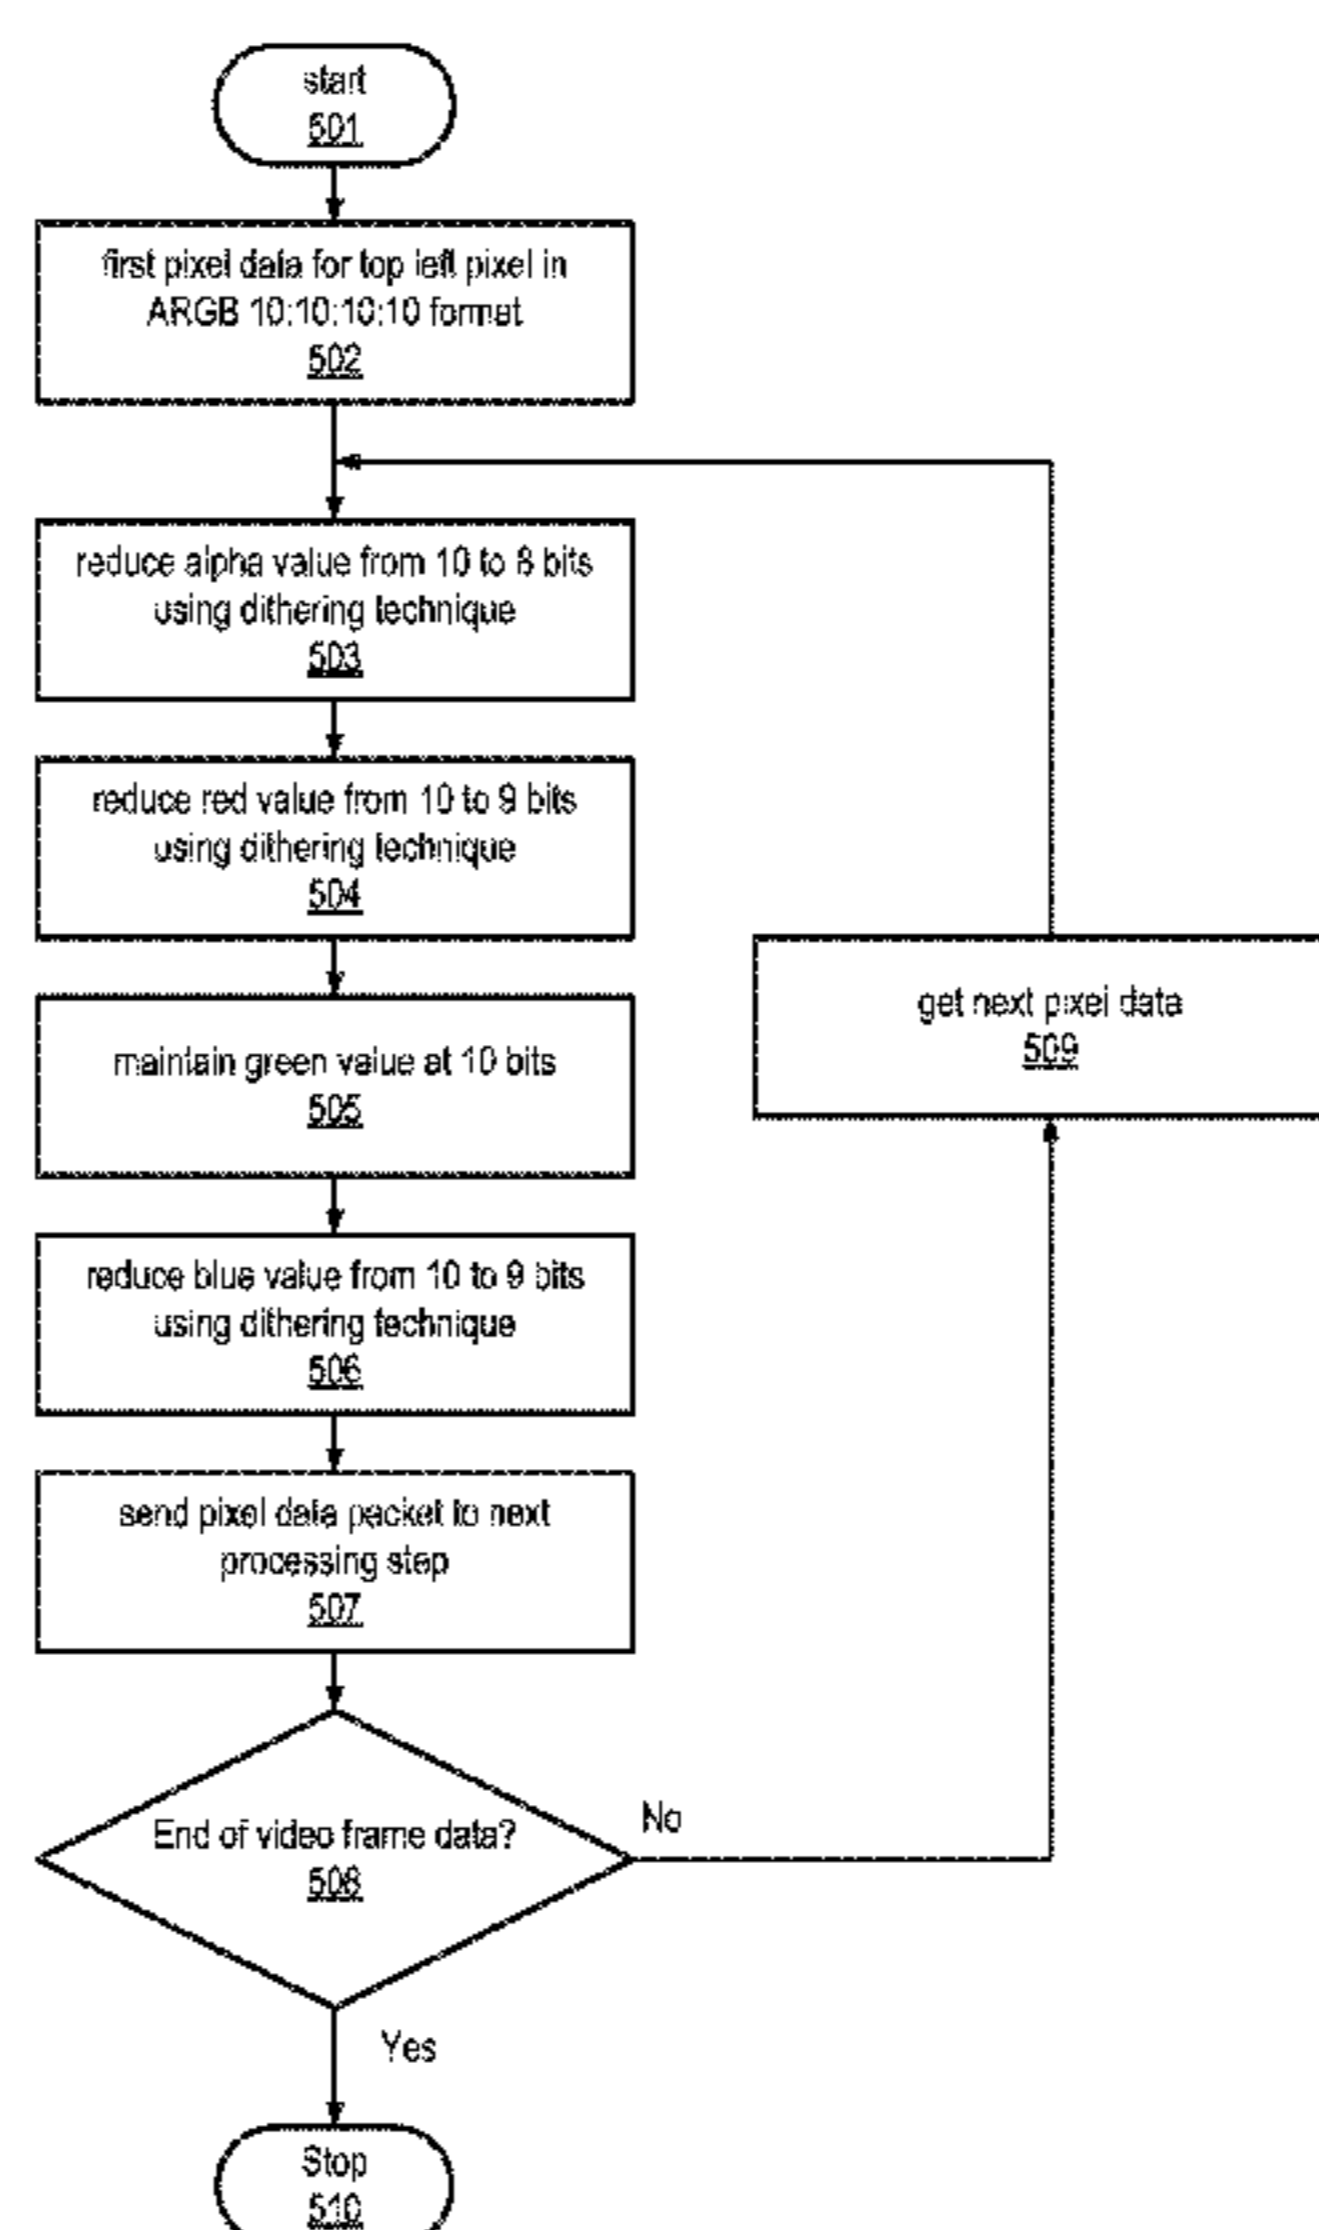 start
501
first pixel data for top left pixel in
ARGB 10:10:10:10 format
502
reduce alpha value from 10 to 8 bits
using dithering technique
503
reduce red value from 10 to 9 bits
using dithering technique
504
maintain green value at 10 bits
505
reduce blue value from 10 to 9 bits
using dithering technique
506
send pixel data packet to next
processing step
507
End of video frame data?
508
No
get next pixel data
509
Yes
Stop
510